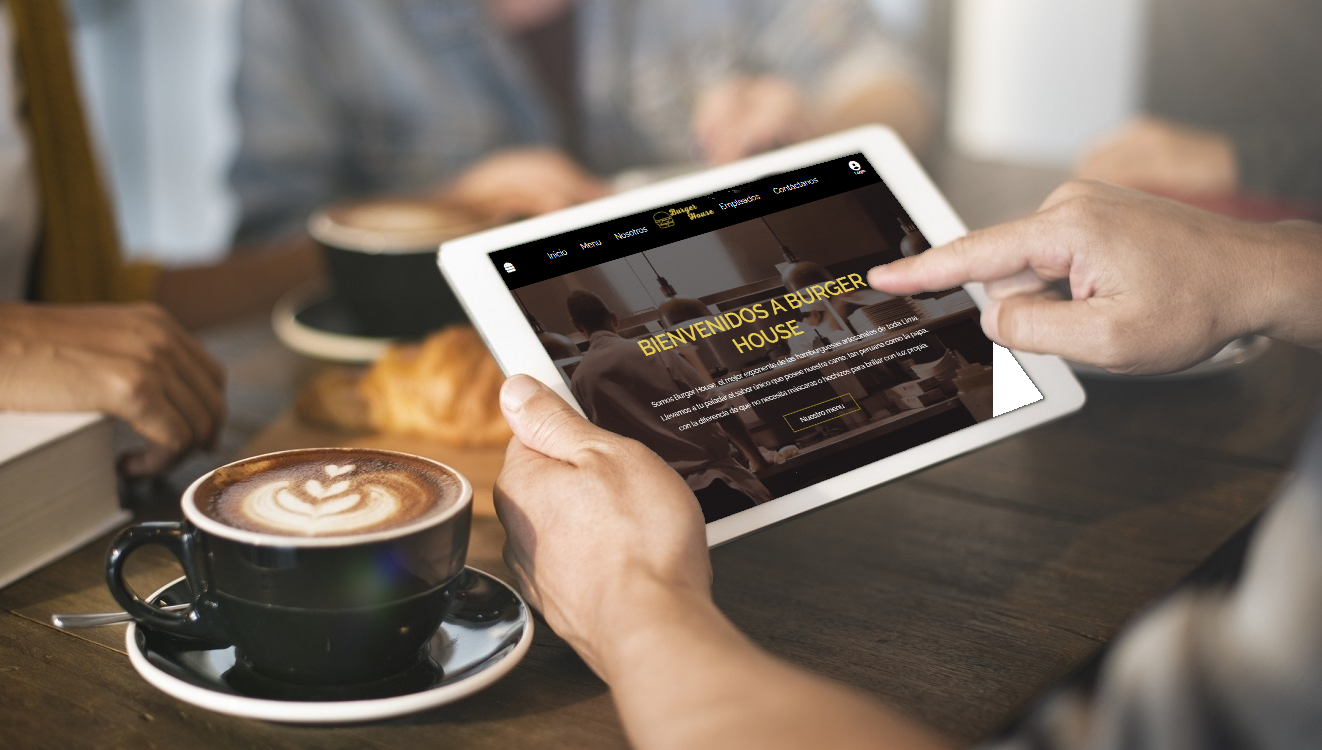 Inicio Menu Nosotros Burger House Empleados Contáctanos Login
BIENVENIDOS A BURGER
HOUSE
Somos Burger House, el mejor exponente de las hamburguesas artesanales de toda Lima.
Llevamos a tu paladar el sabor único que posee nuestra carne, tan peruana como la papa,
con la diferencia de que no necesita máscaras o hechizos para brillar con luz propia.
Nuestro menu